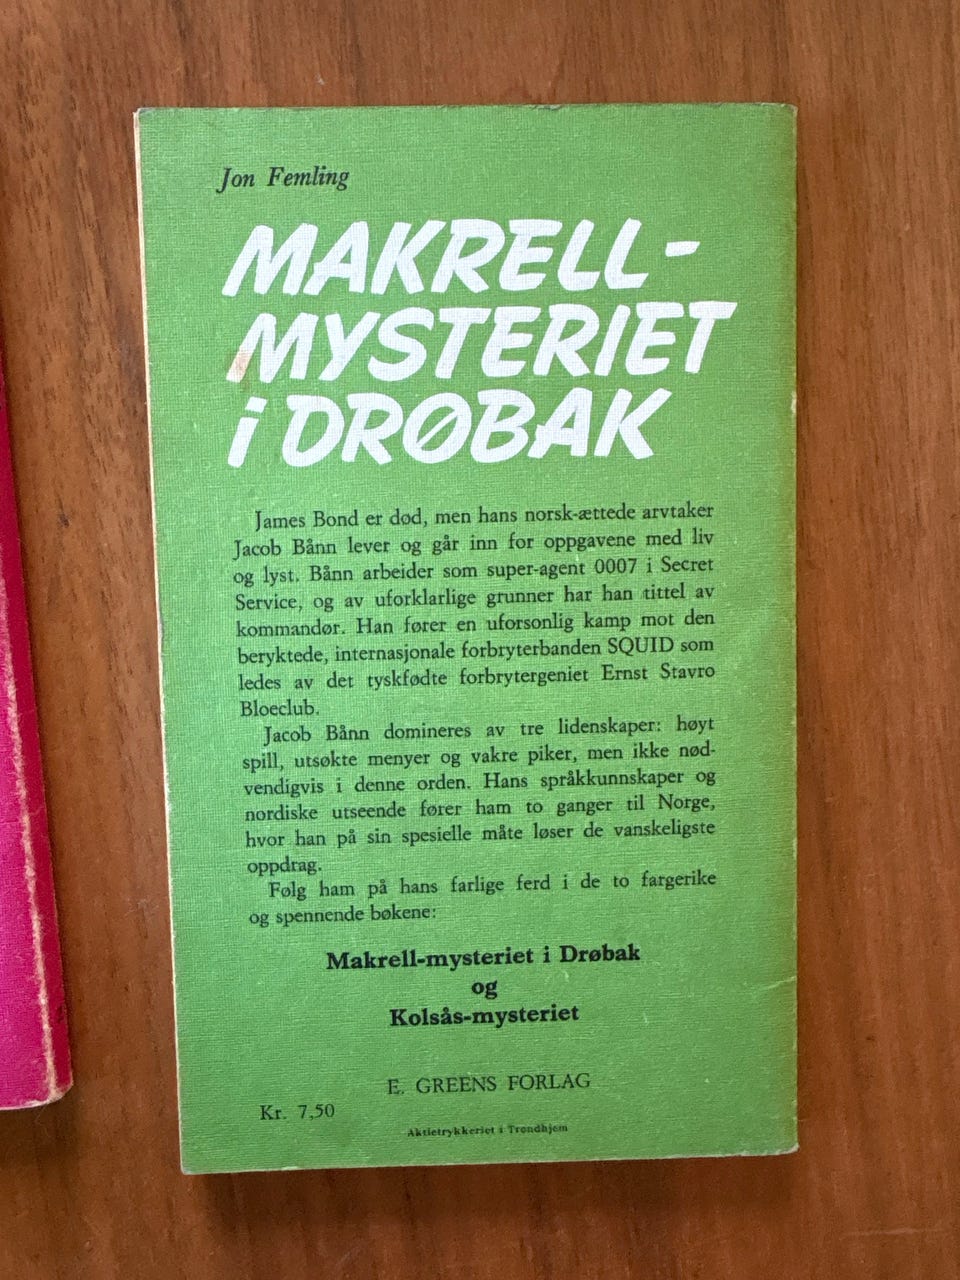 Jon Femling
MAKRELL-
MYSTERIET
i DRØBAK
James Bond er død, men hans norsk-ættede arvtaker
Jacob Bånn lever og går inn for oppgavene med liv
og lyst. Bånn arbeider som super-agent 0007 i Secret
Service, og av uforklarlige grunner har han tittel av
kommandør. Han fører en uforsonlig kamp mot den
beryktede, internasjonale forbryterbanden SQUID som
ledes av det tyskfødte forbrytergeniet Ernst Stavro
Bloeclub.
Jacob Bånn domineres av tre lidenskaper: høyt
spill, utsøkte menyer og vakre piker, men ikke nød-
vendigvis i denne orden. Hans språkkunnskaper og
nordiske utseende fører ham to ganger til Norge,
hvor han på sin spesielle måte løser de vanskeligste
oppdrag.
Følg ham på hans farlige ferd i de to fargerike
og spennende bøkene:
Makrell-mysteriet i Drøbak
og
Kolsås-mysteriet
E. GREENS FORLAG
Kr. 7,50
Aktietrykkeriet i Trondhjem